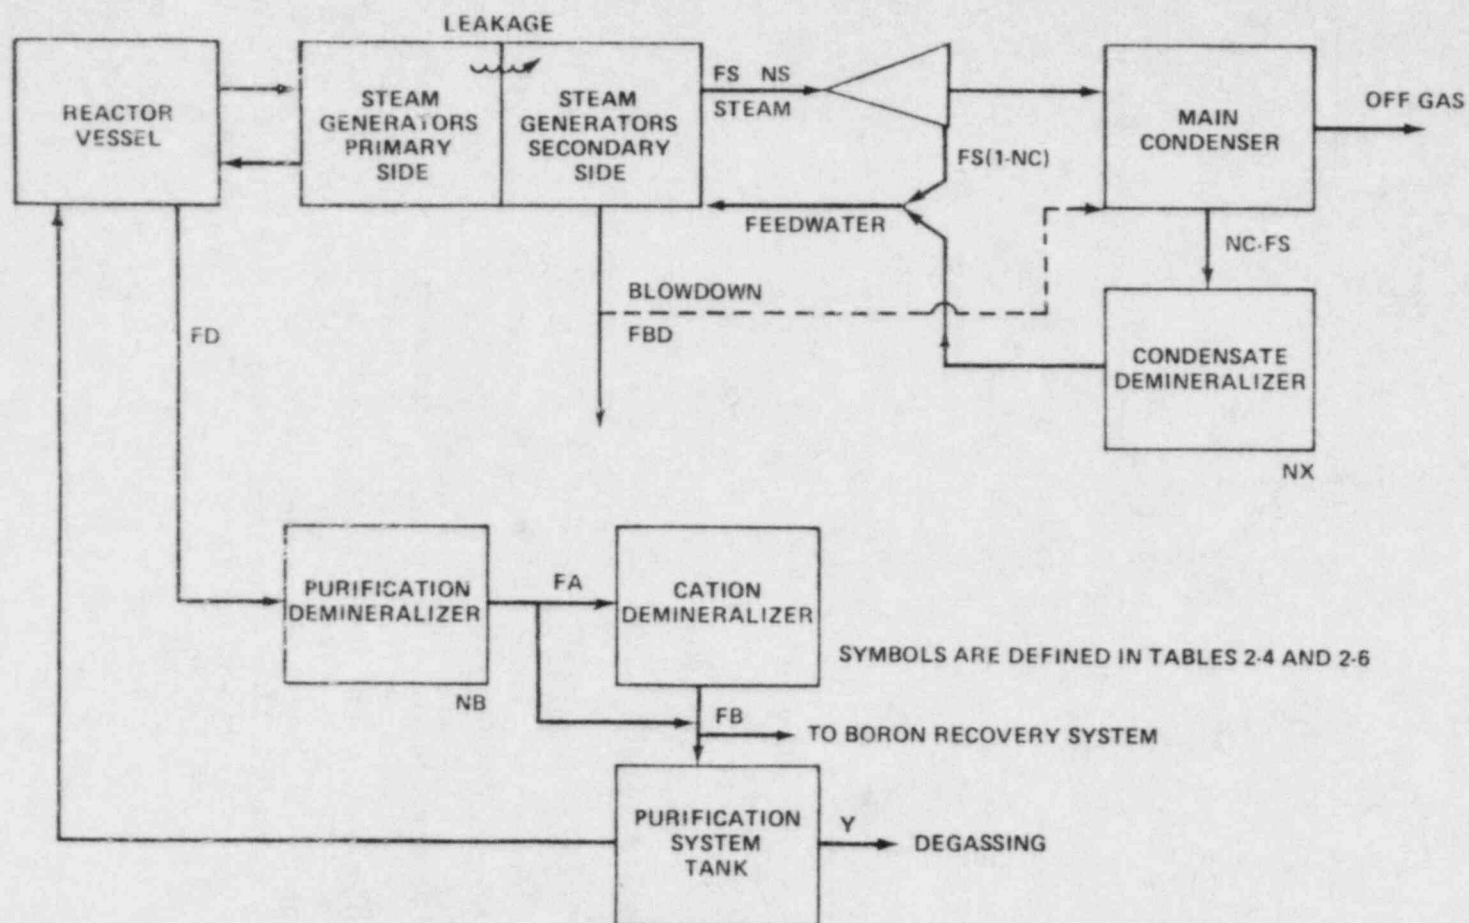 LEAKAGE
REACTOR
VESSEL
STEAM
GENERATORS
PRIMARY
SIDE
STEAM
GENERATORS
SECONDARY
SIDE
FS NS
STEAM
MAIN
CONDENSER
OFF GAS
FS(1-NC)
FEEDWATER
NC·FS
BLOWDOWN
FBD
FD
CONDENSATE
DEMINERALIZER
NX
PURIFICATION
DEMINERALIZER
NB
FA
CATION
DEMINERALIZER
SYMBOLS ARE DEFINED IN TABLES 2-4 AND 2-6
FB
TO BORON RECOVERY SYSTEM
PURIFICATION
SYSTEM
TANK
Y
DEGASSING